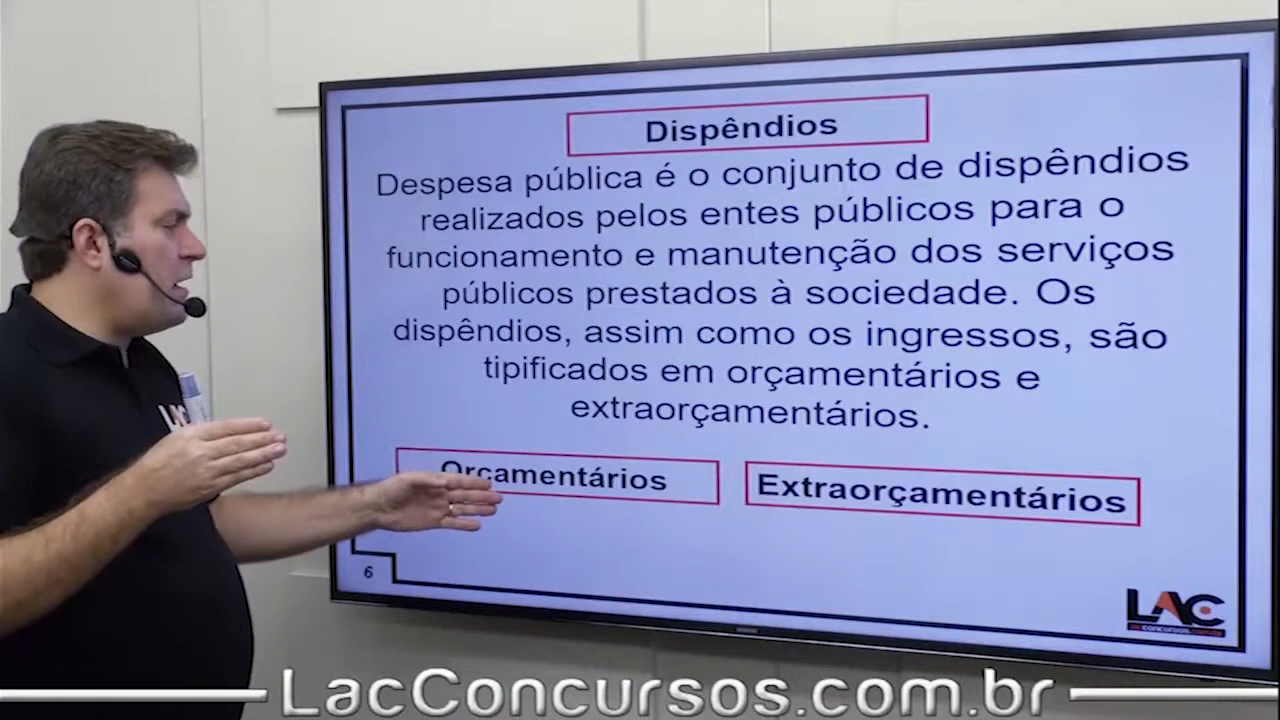 Dispêndios
Despesa pública é o conjunto de dispêndios
realizados pelos entes públicos para o
funcionamento e manutenção dos serviços
públicos prestados à sociedade. Os
dispêndios, assim como os ingressos, são
tipificados em orçamentários e
extraorçamentários.
Orçamentários
Extraorçamentários
6
LAC
LAC
LacConcursos.com.br